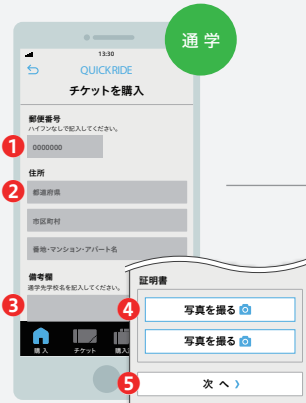 通学
13:30
QUICKRIDE
チケットを購入
郵便番号
ハイフンなしで記入してください。
1
0000000
住所
2
都道府県
市区町村
番地・マンション・アパート名
備考欄
通学先学校名を記入してください。
3
証明書
4
写真を撮る
写真を撮る
5
次 へ 〉
購 入
チケット
購入